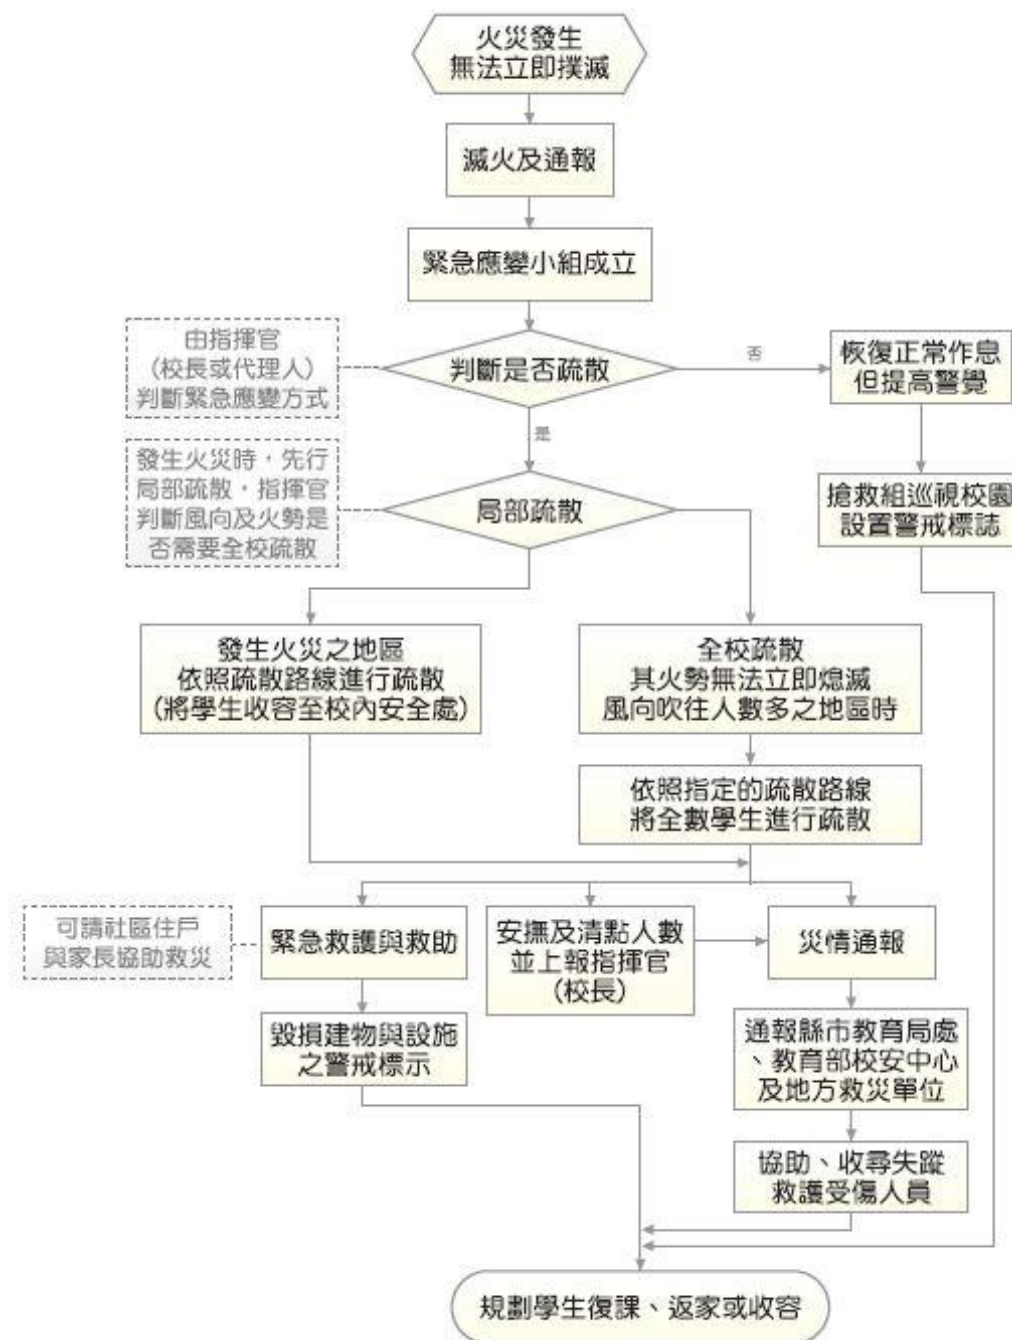 火災發生
無法立即撲滅
滅火及通報
緊急應變小組成立
由指揮官
(校長或代理人)
判斷緊急應變方式
判斷是否疏散
否
恢復正常作息
但提高警覺
是
發生火災時，先行
局部疏散，指揮官
判斷風向及火勢是
否需要全校疏散
局部疏散
搶救組巡視校園
設置警戒標誌
發生火災之地區
依照疏散路線進行疏散
(將學生收容至校內安全處)
全校疏散
其火勢無法立即熄滅
風向吹往人數多之地區時
依照指定的疏散路線
將全數學生進行疏散
可請社區住戶
與家長協助救災
緊急救護與救助
安撫及清點人數
並上報指揮官
(校長)
災情通報
毀損建物與設施
之警戒標示
通報縣市教育局處
、教育部校安中心
及地方救災單位
協助、收尋失蹤
救護受傷人員
規劃學生復課、返家或收容